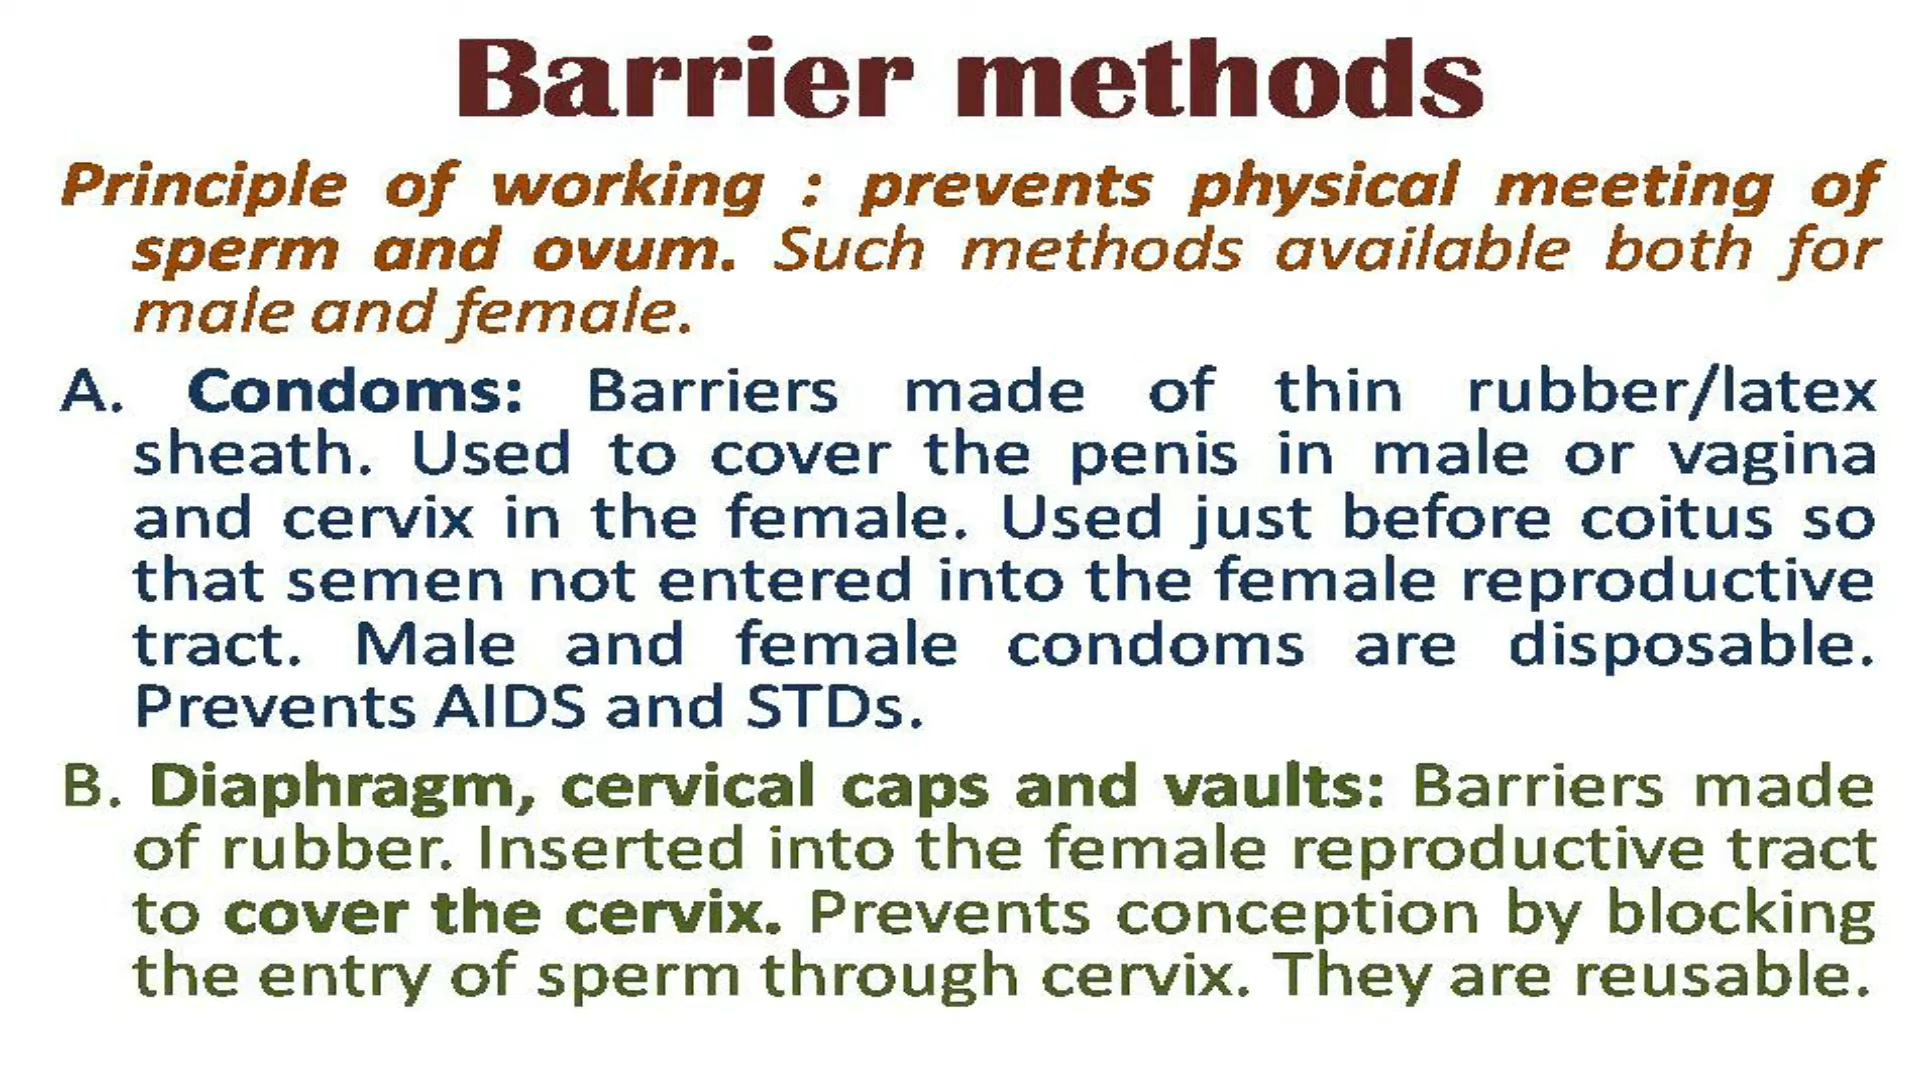 Barrier methods
Principle of working : prevents physical meeting of
sperm and ovum. Such methods available both for
male and female.
A. Condoms: Barriers made of thin rubber/latex
sheath. Used to cover the penis in male or vagina
and cervix in the female. Used just before coitus so
that semen not entered into the female reproductive
tract. Male and female condoms are disposable.
Prevents AIDS and STDs.
B. Diaphragm, cervical caps and vaults: Barriers made
of rubber. Inserted into the female reproductive tract
to cover the cervix. Prevents conception by blocking
the entry of sperm through cervix. They are reusable.